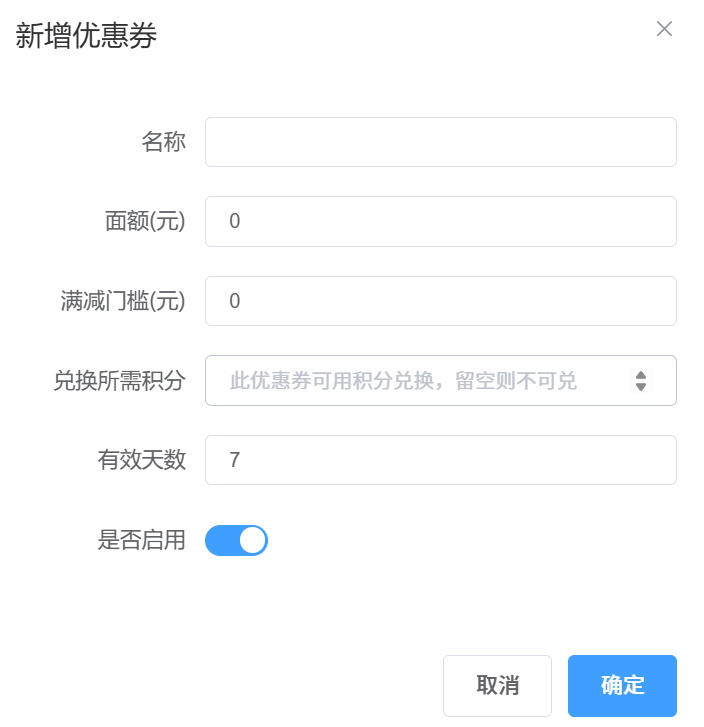 新增优惠券
名称
面额(元) 0
满减门槛(元) 0
兑换所需积分 此优惠券可用积分兑换，留空则不可兑
有效天数 7
是否启用
取消 确定